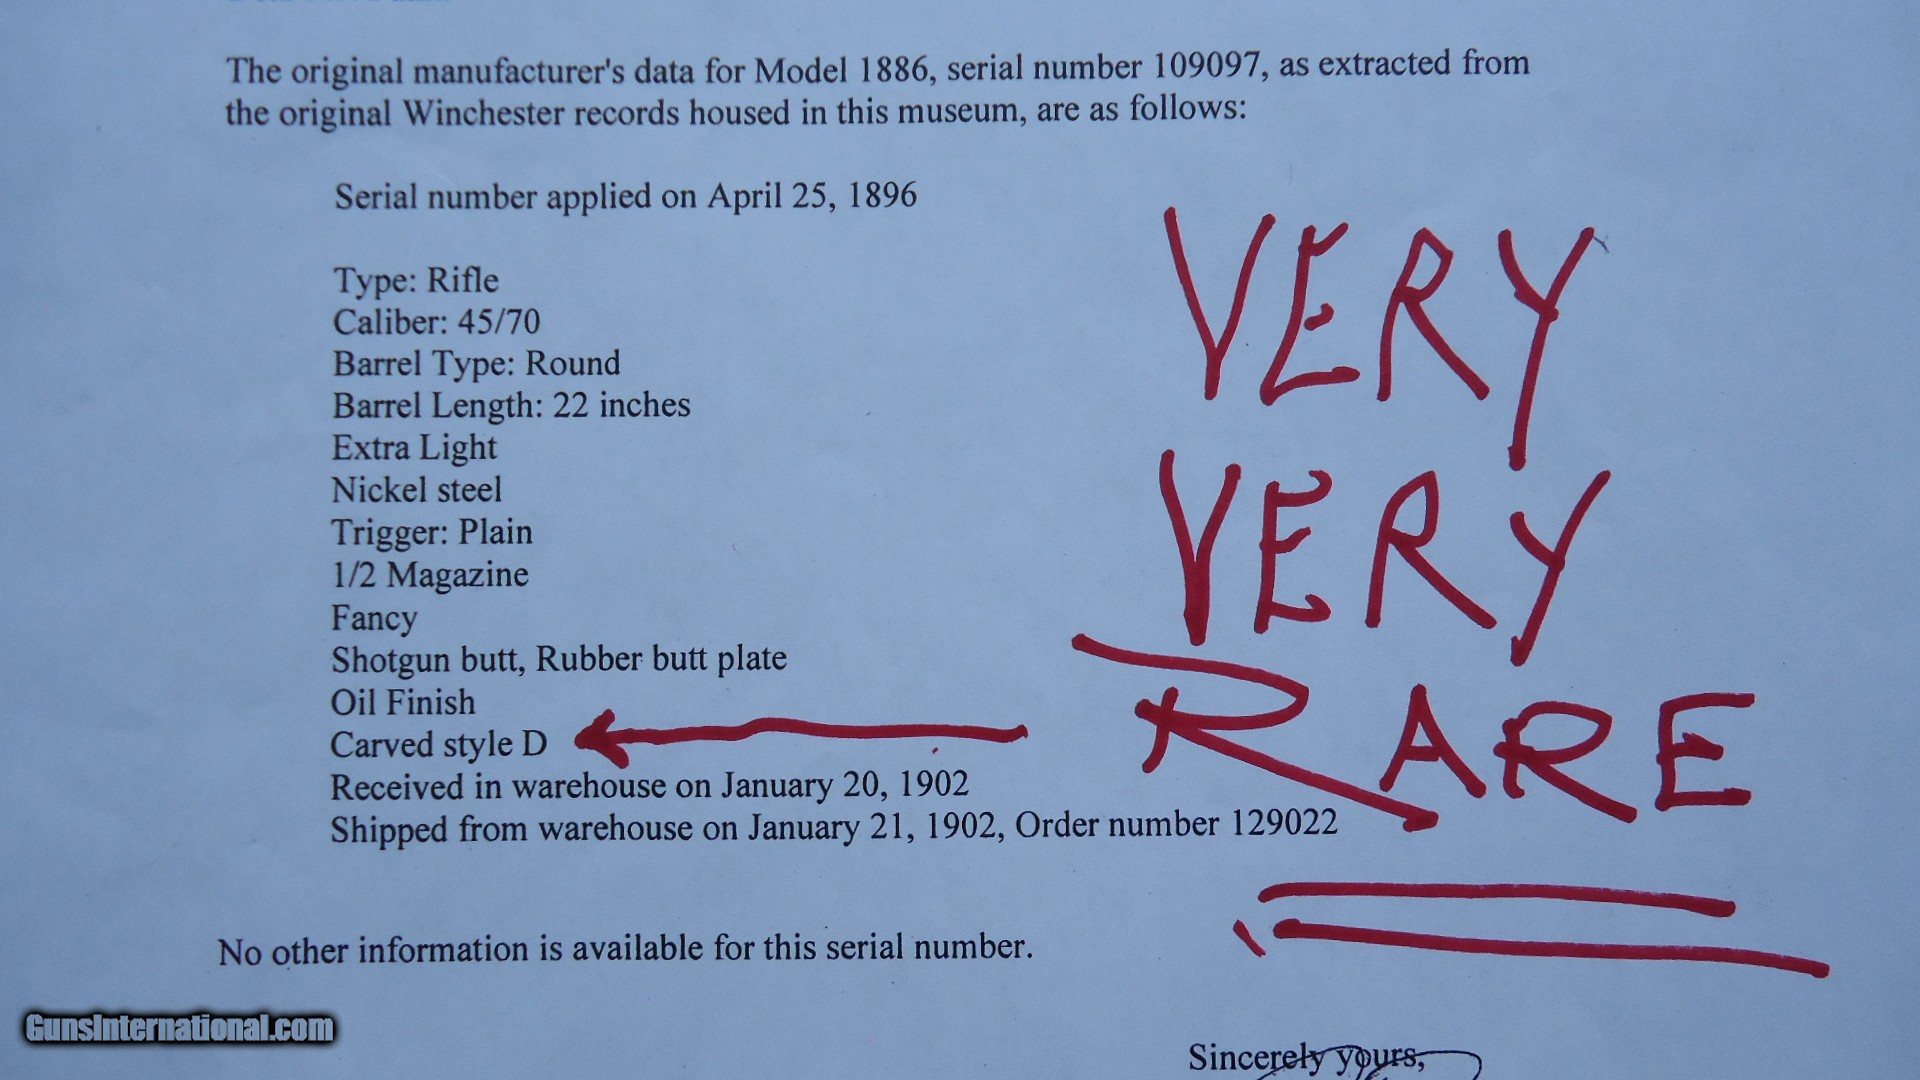 The original manufacturer's data for Model 1886, serial number 109097, as extracted from
the original Winchester records housed in this museum, are as follows:
Serial number applied on April 25, 1896
Type: Rifle
Caliber: 45/70
Barrel Type: Round
Barrel Length: 22 inches
Extra Light
Nickel steel
Trigger: Plain
1/2 Magazine
Fancy
Shotgun butt, Rubber butt plate
Oil Finish
Carved style D
Received in warehouse on January 20, 1902
Shipped from warehouse on January 21, 1902, Order number 129022
VERY
VERY
RARE
No other information is available for this serial number.
Sincerely yours,
GunsInternational.com